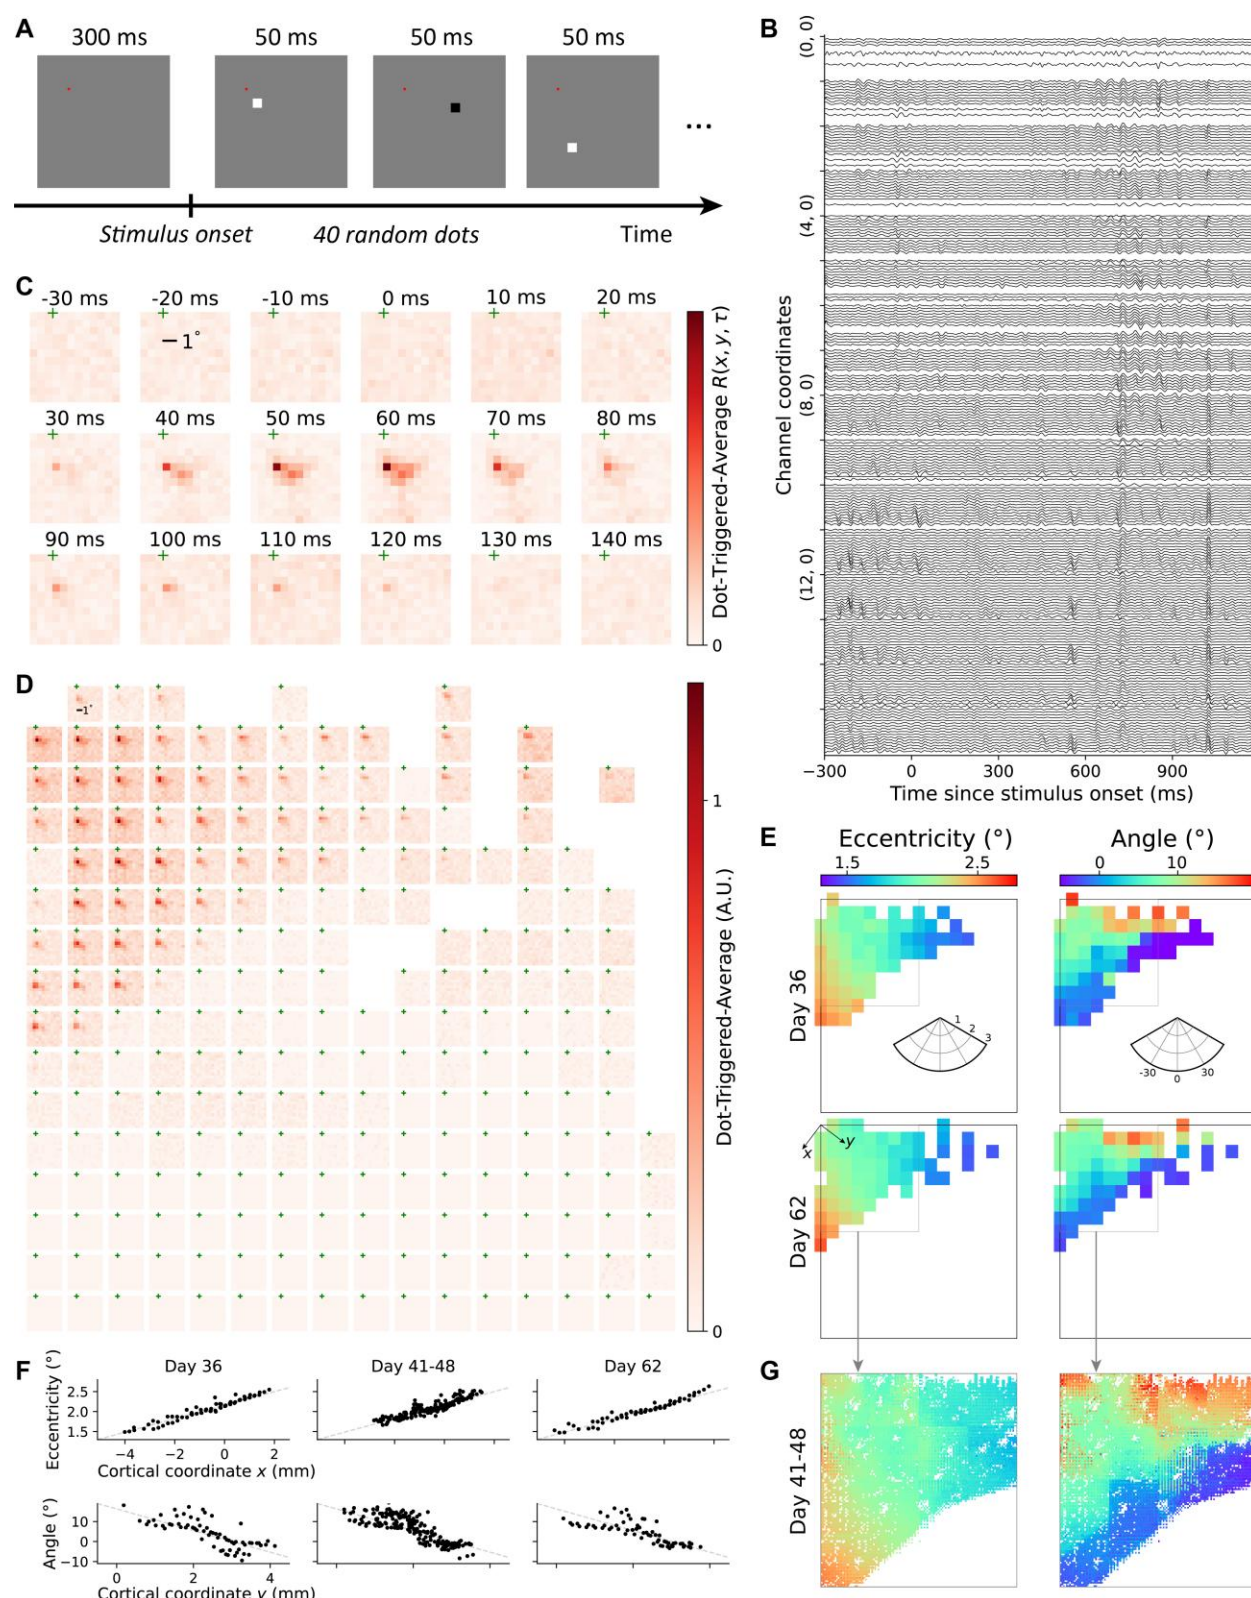 A
300 ms
50 ms
50 ms
50 ms
...
Stimulus onset
40 random dots
Time
B
(0, 0)
(4, 0)
(8, 0)
(12, 0)
Channel coordinates
−300
0
300
600
900
Time since stimulus onset (ms)
C
-30 ms
-20 ms
-10 ms
0 ms
10 ms
20 ms
1°
30 ms
40 ms
50 ms
60 ms
70 ms
80 ms
90 ms
100 ms
110 ms
120 ms
130 ms
140 ms
Dot-Triggered-Average R(x, y, τ)
0
D
1°
1
Dot-Triggered-Average (A.U.)
0
E
Eccentricity (°)
Angle (°)
1.5
2.5
0
10
Day 36
1
2
3
-30
0
30
Day 62
x
y
F
Day 36
Day 41-48
Day 62
Eccentricity (°)
2.5
2.0
1.5
−4
−2
0
2
Cortical coordinate x (mm)
Angle (°)
10
0
−10
0
2
4
Cortical coordinate y (mm)
G
Day 41-48